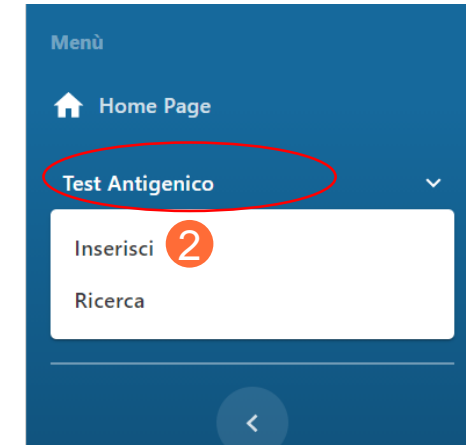 Menù
Home Page
Test Antigenico
Inserisci 2
Ricerca